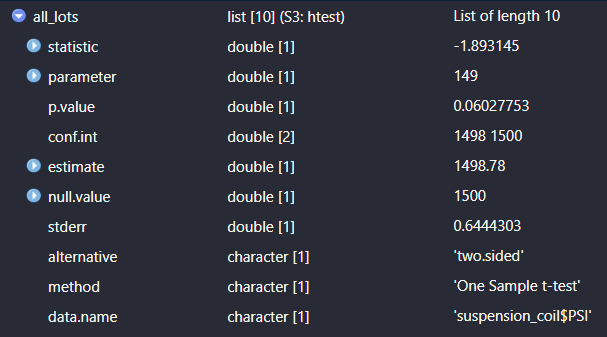 all_lots list [10] (S3: htest) List of length 10
statistic double [1] -1.893145
parameter double [1] 149
p.value double [1] 0.06027753
conf.int double [2] 1498 1500
estimate double [1] 1498.78
null.value double [1] 1500
stderr double [1] 0.6444303
alternative character [1] 'two.sided'
method character [1] 'One Sample t-test'
data.name character [1] 'suspension_coil$PSI'